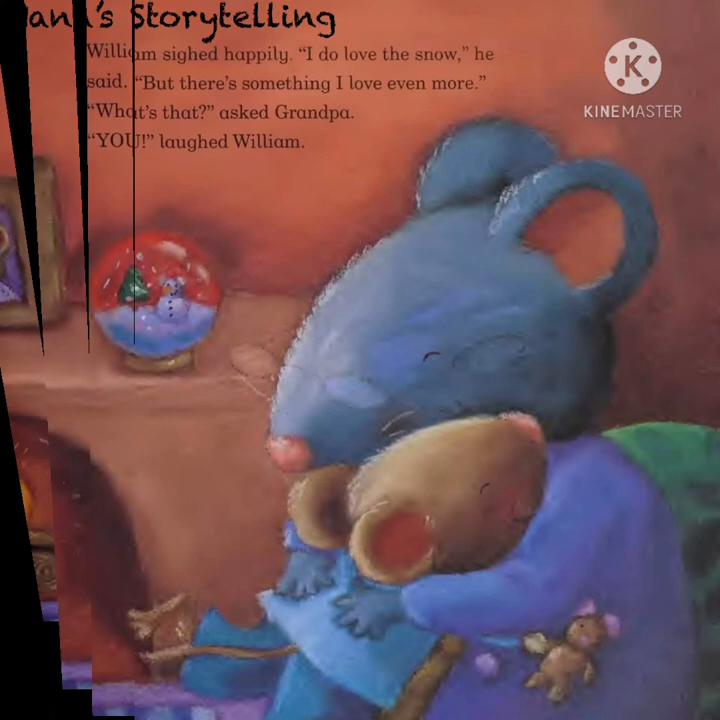 's Storytelling
William sighed happily. “I do love the snow,” he
said. “But there’s something I love even more.”
“What’s that?” asked Grandpa.
“YOU!” laughed William.
K
KINEMASTER